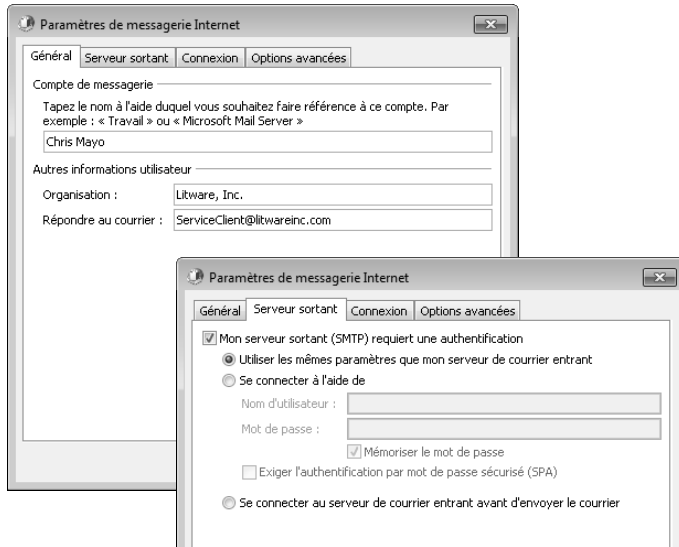 Paramètres de messagerie Internet
Général Serveur sortant Connexion Options avancées
Compte de messagerie
Tapez le nom à l'aide duquel vous souhaitez faire référence à ce compte. Par
exemple : « Travail » ou « Microsoft Mail Server »
Chris Mayo
Autres informations utilisateur
Organisation : Litware, Inc.
Répondre au courrier : ServiceClient@litwareinc.com
Paramètres de messagerie Internet
Général Serveur sortant Connexion Options avancées
Mon serveur sortant (SMTP) requiert une authentification
Utiliser les mêmes paramètres que mon serveur de courrier entrant
Se connecter à l'aide de
Nom d'utilisateur :
Mot de passe :
Mémoriser le mot de passe
Exiger l'authentification par mot de passe sécurisé (SPA)
Se connecter au serveur de courrier entrant avant d'envoyer le courrier